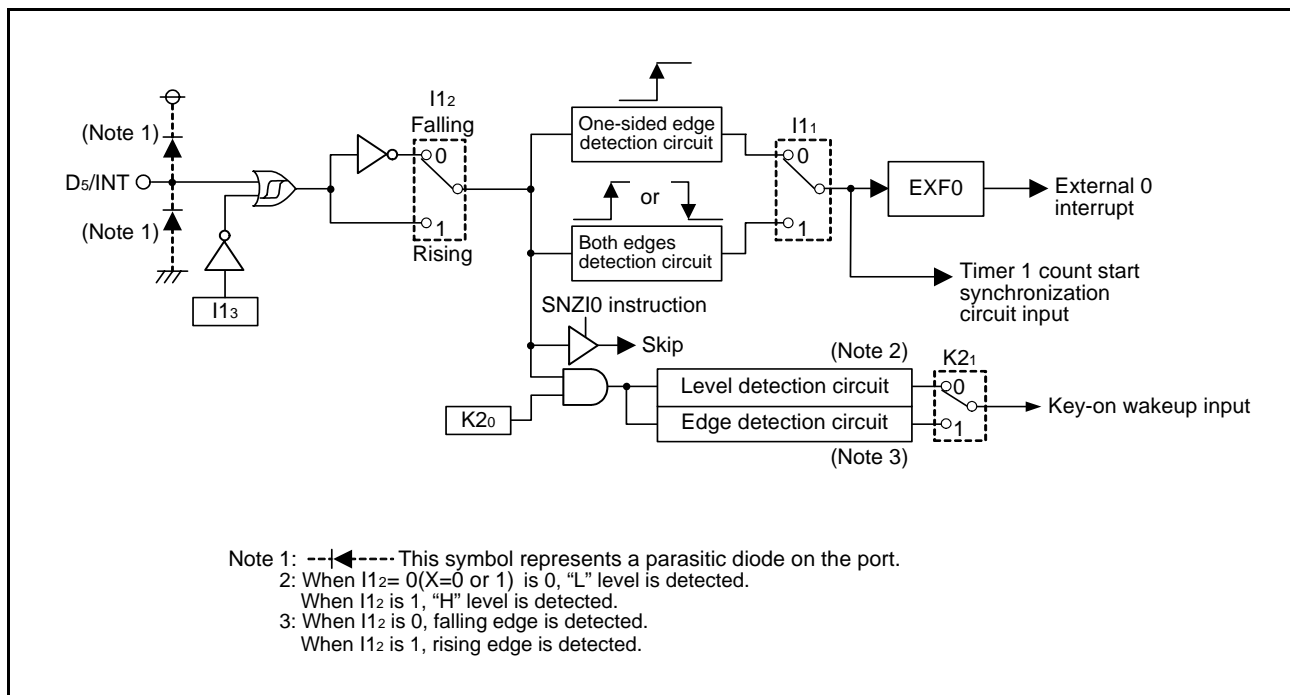 (Note 1)
D5/INT
(Note 1)
I13
I12
Falling
0
1
Rising
One-sided edge
detection circuit
or
Both edges
detection circuit
I11
0
1
EXF0
External 0
interrupt
Timer 1 count start
synchronization
circuit input
SNZI0 instruction
Skip
K20
(Note 2)
Level detection circuit
Edge detection circuit
(Note 3)
K21
0
1
Key-on wakeup input
Note 1: This symbol represents a parasitic diode on the port.
2: When I12= 0(X=0 or 1) is 0, “L” level is detected.
When I12 is 1, “H” level is detected.
3: When I12 is 0, falling edge is detected.
When I12 is 1, rising edge is detected.